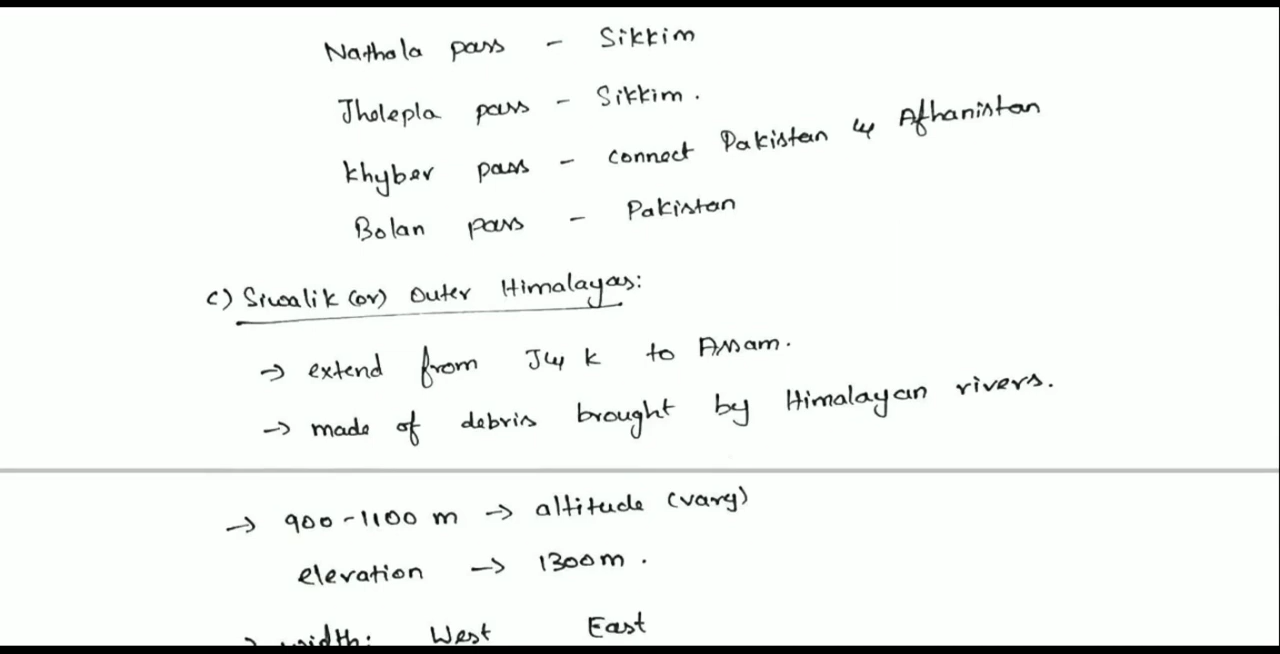 Nathola pass - Sikkim
Jholepla pass - Sikkim.
Khyber pass - connect Pakistan & Afhanistan
Bolan pass - Pakistan
c) Siwalik (or) Outer Himalayas:
→ extend from J & K to Assam.
→ made of debris brought by Himalayan rivers.
→ 900-1100 m → altitude (vary)
elevation → 1300m.
→ width: West East